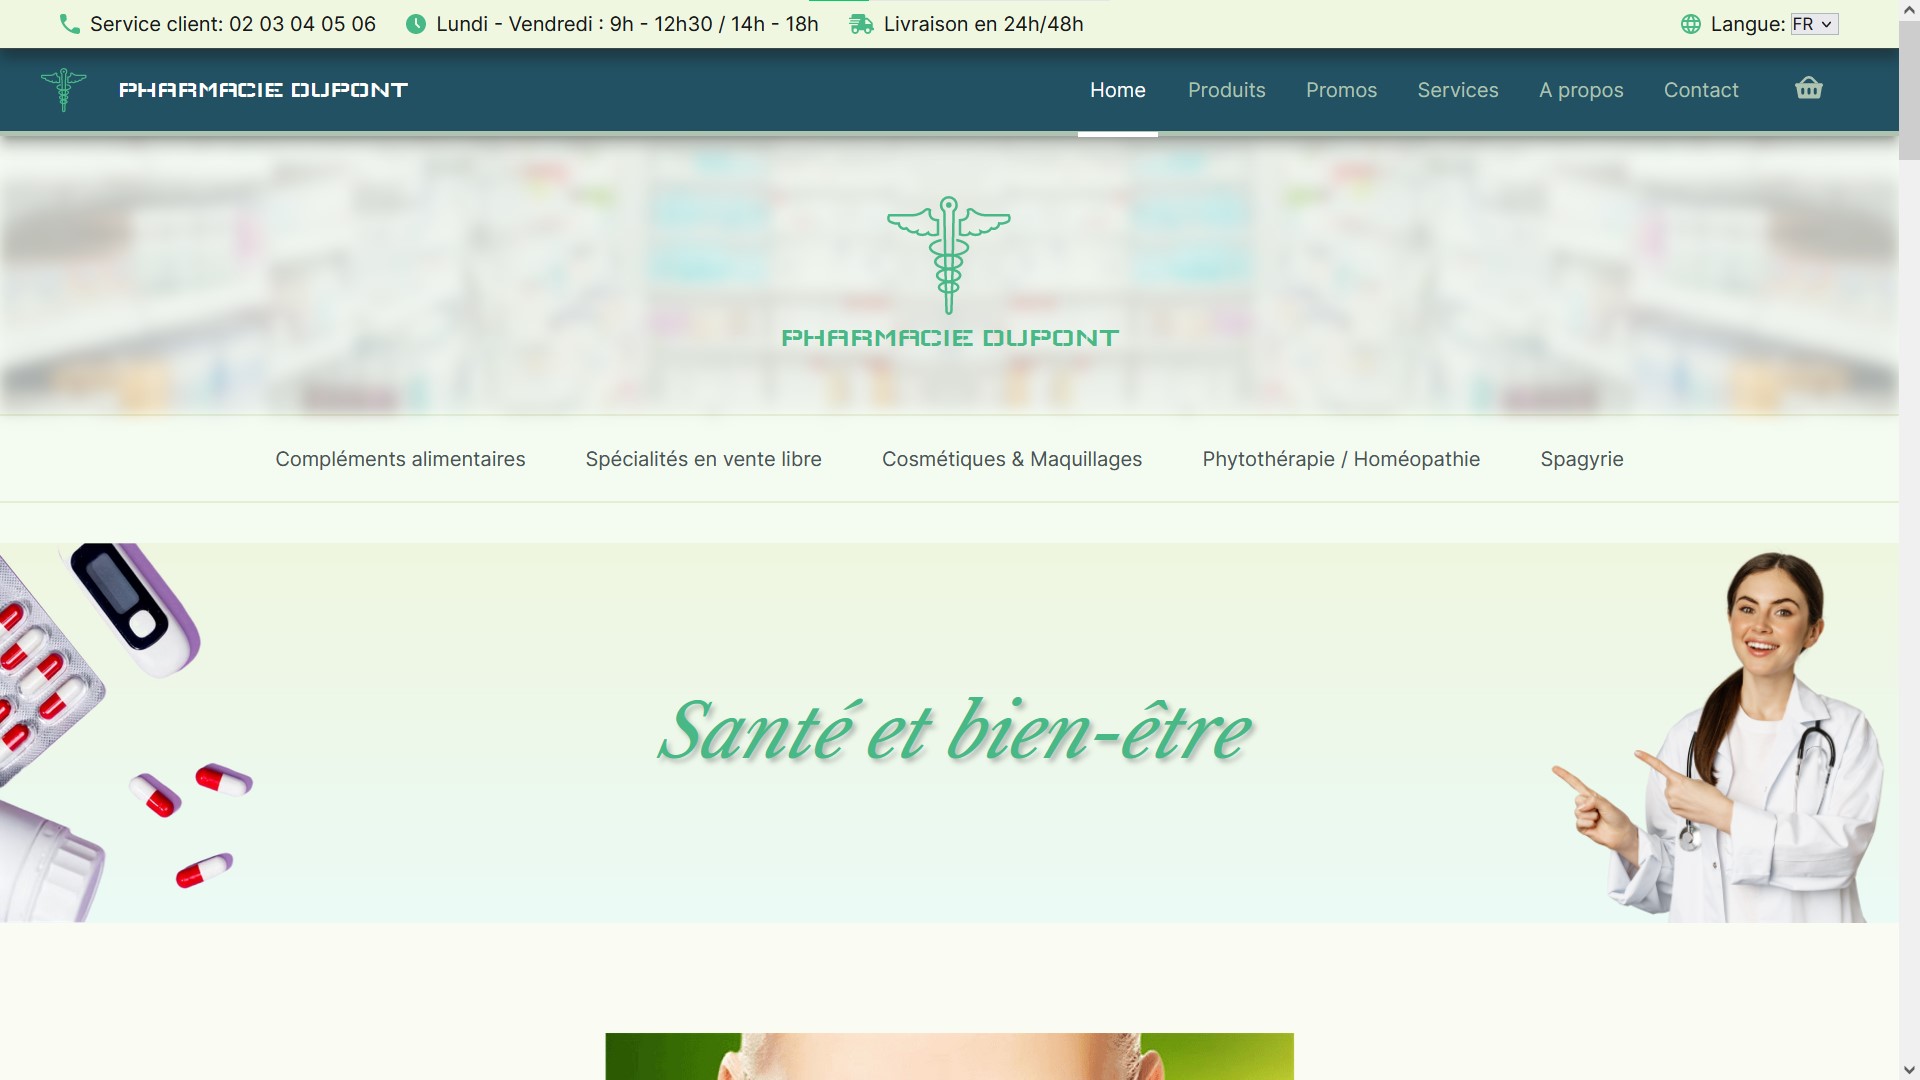 Service client: 02 03 04 05 06
Lundi - Vendredi : 9h - 12h30 / 14h - 18h
Livraison en 24h/48h
Langue: FR
PHARMACIE DUPONT
Home
Produits
Promos
Services
A propos
Contact
PHARMACIE DUPONT
Compléments alimentaires
Spécialités en vente libre
Cosmétiques & Maquillages
Phytothérapie / Homéopathie
Spagyrie
Santé et bien-être